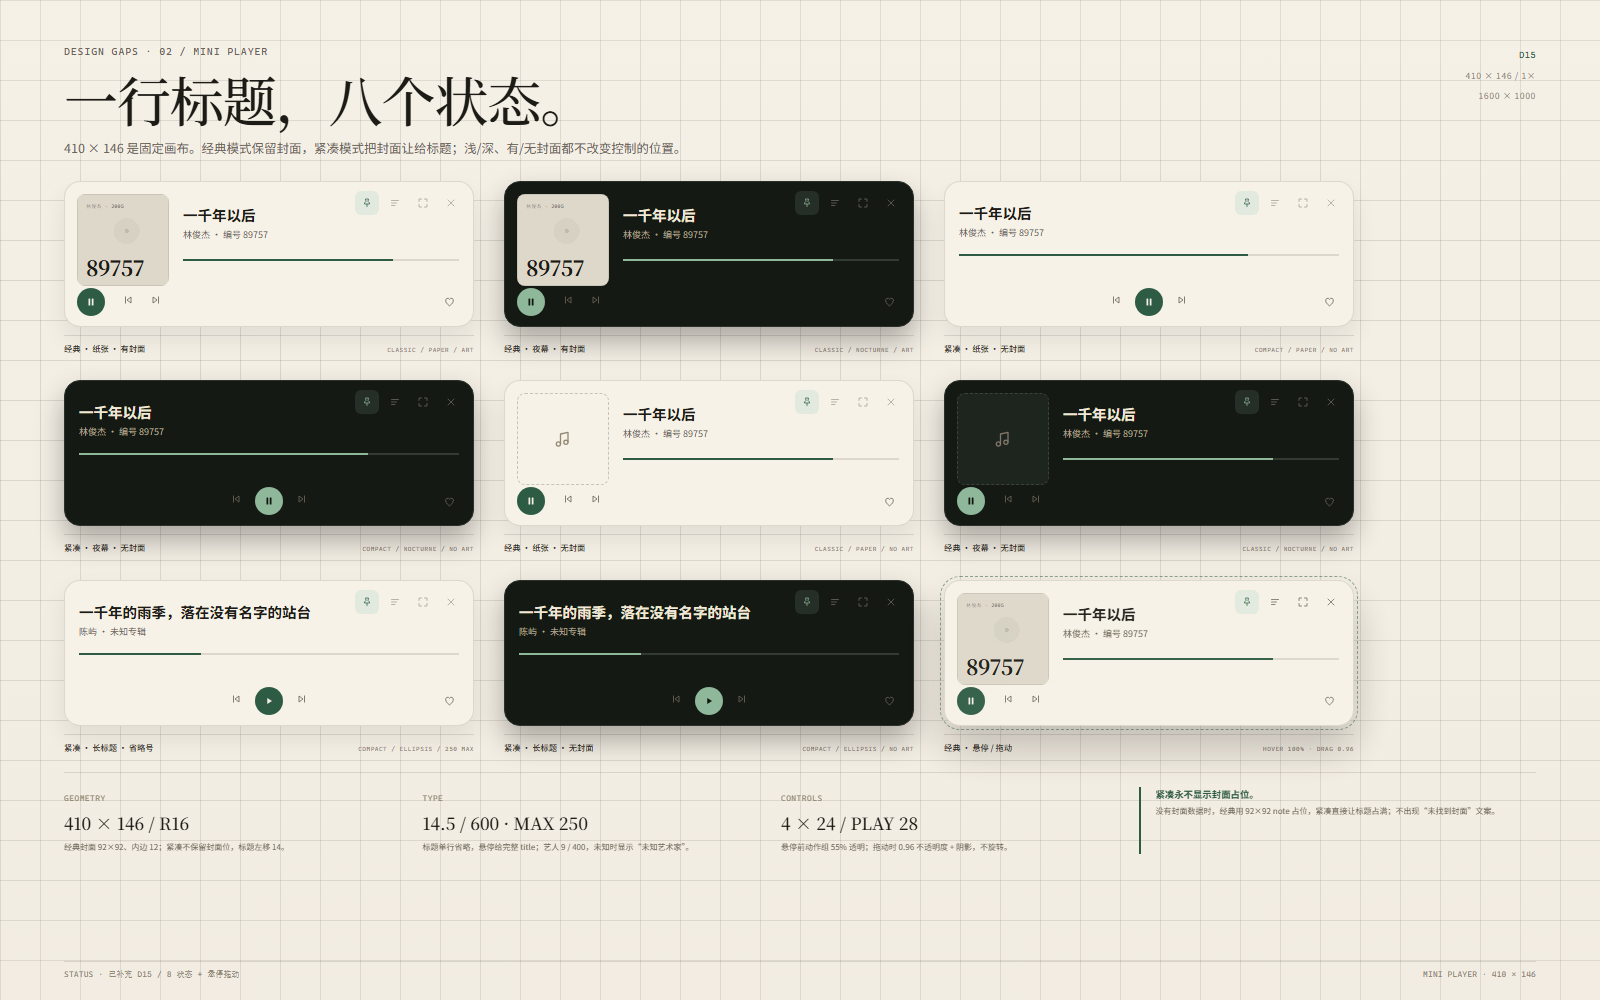 DESIGN GAPS · 02 / MINI PLAYER
D15
410 × 146 / 1×
1600 × 1000
一行标题，八个状态。
410 × 146 是固定画布。经典模式保留封面，紧凑模式把封面让给标题；浅/深、有/无封面都不改变控制的位置。
林俊杰 · 2005
89757
一千年以后
林俊杰 · 编号 89757
经典 · 纸张 · 有封面
CLASSIC / PAPER / ART
林俊杰 · 2005
89757
一千年以后
林俊杰 · 编号 89757
经典 · 夜幕 · 有封面
CLASSIC / NOCTURNE / ART
一千年以后
林俊杰 · 编号 89757
紧凑 · 纸张 · 无封面
COMPACT / PAPER / NO ART
一千年以后
林俊杰 · 编号 89757
紧凑 · 夜幕 · 无封面
COMPACT / NOCTURNE / NO ART
一千年以后
林俊杰 · 编号 89757
经典 · 纸张 · 无封面
CLASSIC / PAPER / NO ART
一千年以后
林俊杰 · 编号 89757
经典 · 夜幕 · 无封面
CLASSIC / NOCTURNE / NO ART
一千年的雨季，落在没有名字的站台
陈屿 · 未知专辑
紧凑 · 长标题 · 省略号
COMPACT / ELLIPSIS / 250 MAX
一千年的雨季，落在没有名字的站台
陈屿 · 未知专辑
紧凑 · 长标题 · 无封面
COMPACT / ELLIPSIS / NO ART
林俊杰 · 2005
89757
一千年以后
林俊杰 · 编号 89757
经典 · 悬停 / 拖动
HOVER 100% · DRAG 0.96
GEOMETRY
410 × 146 / R16
经典封面 92×92、内边 12；紧凑不保留封面位，标题左移 14。
TYPE
14.5 / 600 · MAX 250
标题单行省略，悬停给完整 title；艺人 9 / 400，未知时显示“未知艺术家”。
CONTROLS
4 × 24 / PLAY 28
悬停前动作组 55% 透明；拖动时 0.96 不透明度 + 阴影，不旋转。
紧凑永不显示封面占位。
没有封面数据时，经典用 92×92 note 占位，紧凑直接让标题占满；不出现“未找到封面”文案。
STATUS · 已补充 D15 / 8 状态 + 悬停拖动
MINI PLAYER · 410 × 146